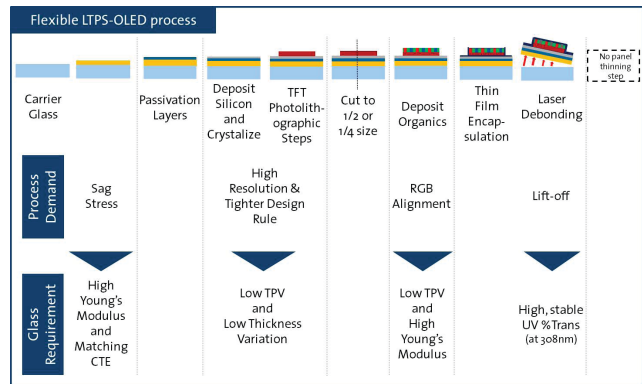 Flexible LTPS-OLED process
No panel
thinning
step
Carrier
Glass
Passivation
Layers
Deposit
Silicon
and
Crystalize
TFT
Photolith-
ographic
Steps
Cut to
1/2 or
1/4 size
Deposit
Organics
Thin
Film
Encap-
sulation
Laser
Debonding
Process
Demand
Sag
Stress
High
Resolution &
Tighter Design
Rule
RGB
Alignment
Lift-off
Glass
Requirement
High
Young's
Modulus
and
Matching
CTE
Low TPV
and
Low Thickness
Variation
Low TPV
and
High
Young's
Modulus
High, stable
UV %Trans
(at 308nm)